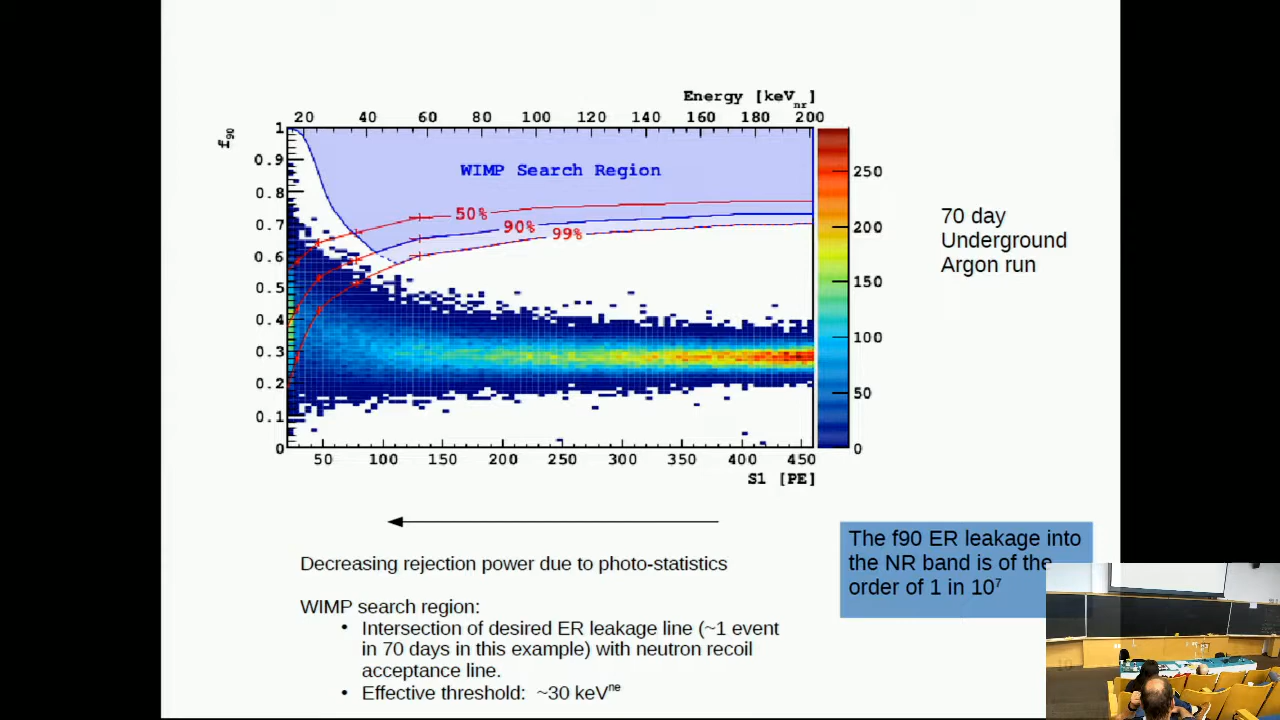 Energy [keVnr]
20 40 60 80 100 120 140 160 180 200
f90
1
0.9
0.8
0.7
0.6
0.5
0.4
0.3
0.2
0.1
0
WIMP Search Region
50%
90%
99%
250
200
150
100
50
0
50 100 150 200 250 300 350 400 450
S1 [PE]
70 day
Underground
Argon run
Decreasing rejection power due to photo-statistics
WIMP search region:
• Intersection of desired ER leakage line (~1 event
in 70 days in this example) with neutron recoil
acceptance line.
• Effective threshold: ~30 keVne
The f90 ER leakage into
the NR band is of the
order of 1 in 10⁷